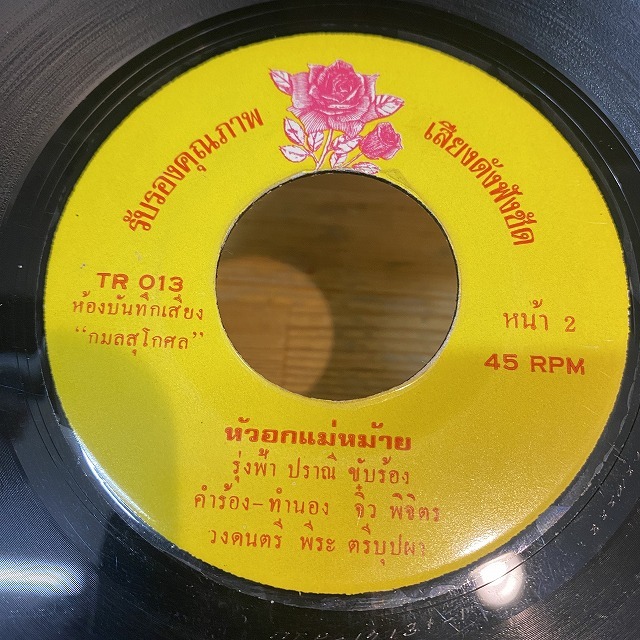 รับรองคุณภาพ
เสียงดังฟังชัด
TR 013
ห้องบันทึกเสียง
"กมลสุโกศล"
หน้า 2
45 RPM
หัวอกแม่หม้าย
รุ่งฟ้า ปราณี ขับร้อง
คำร้อง-ทำนอง จิ๋ว พิจิตร
วงดนตรี พีระ ตรีบุปผา